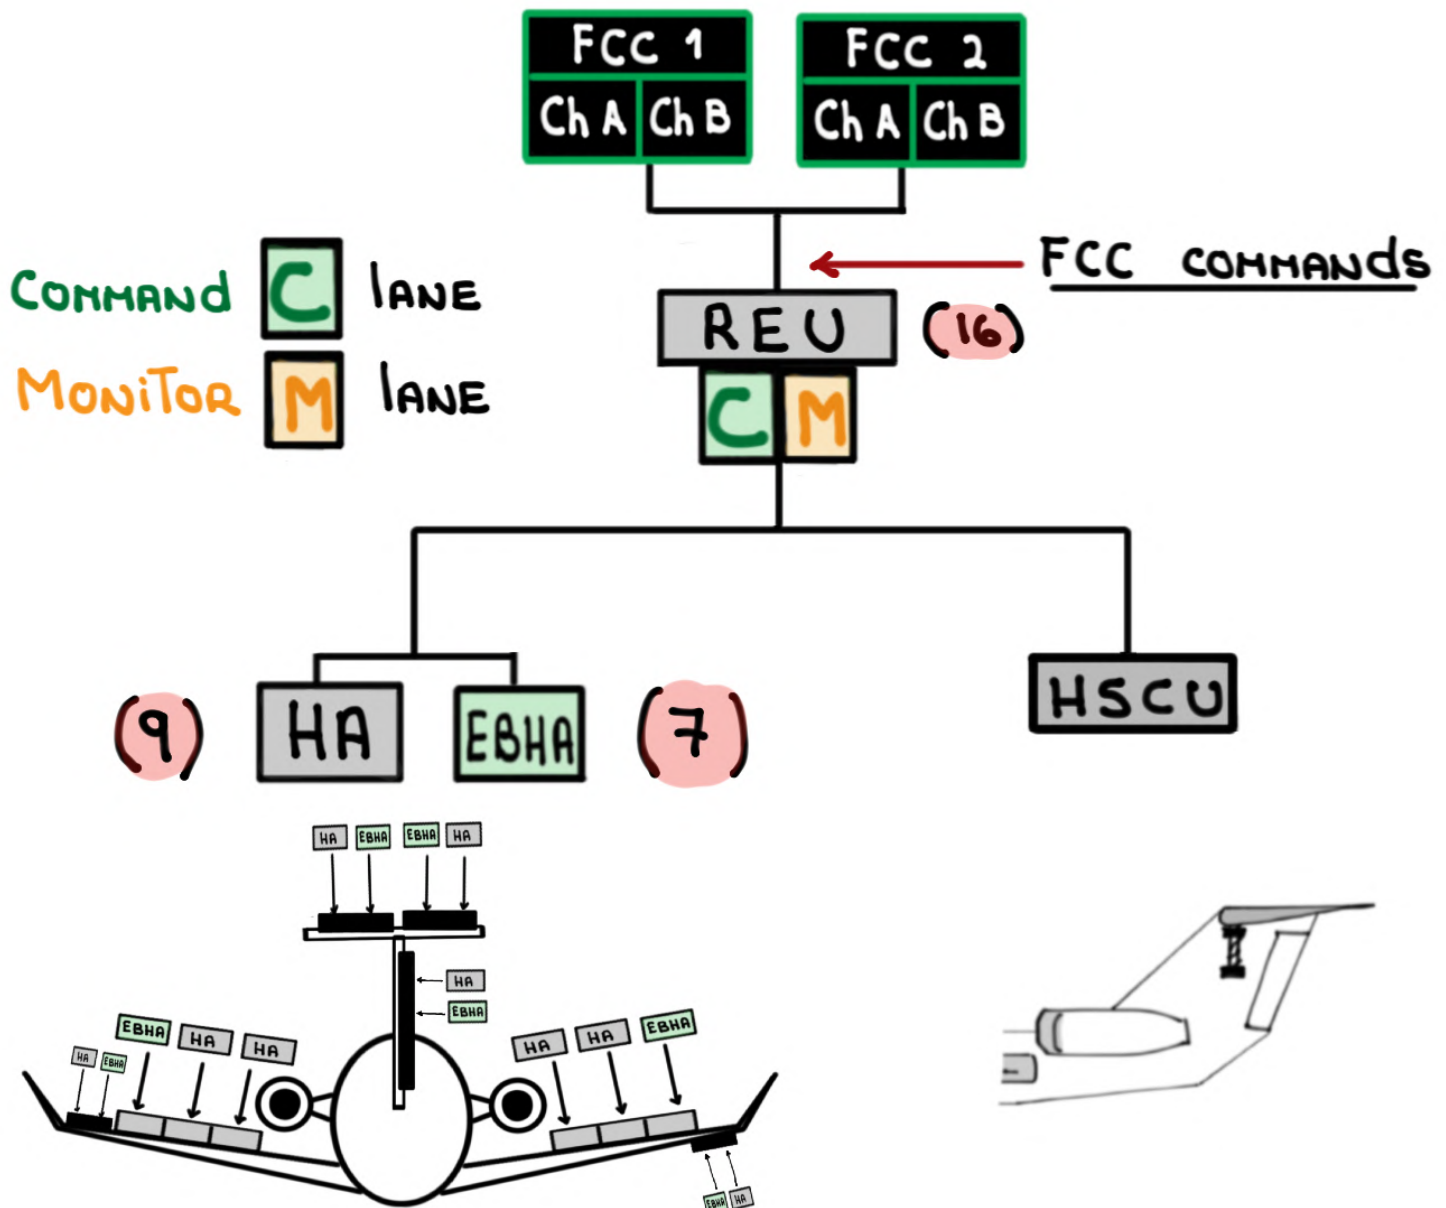 FCC 1
FCC 2
Ch A Ch B
Ch A Ch B
FCC COMMANDS
COMMAND C LANE
MONITOR M LANE
REU (16)
C M
(9) HA EBHA (7)
HSCU
HA EBHA EBHA HA
HA
EBHA
HA EBHA EBHA HA HA
HA HA EBHA
EBHA HA